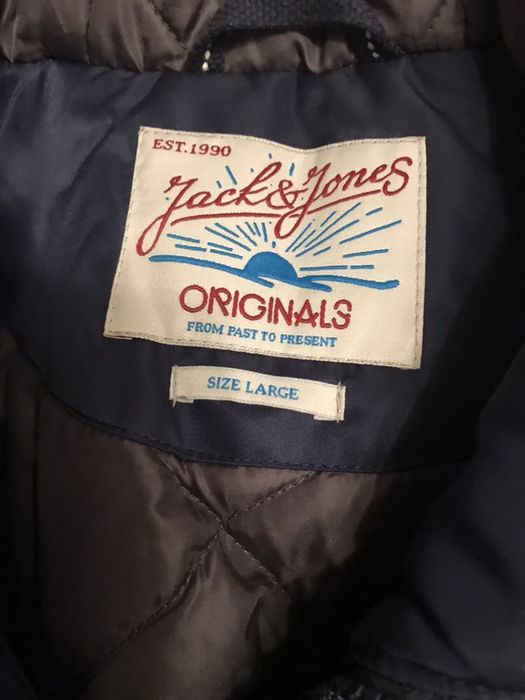 EST.1990
Jack&Jones
ORIGINALS
FROM PAST TO PRESENT
SIZE LARGE